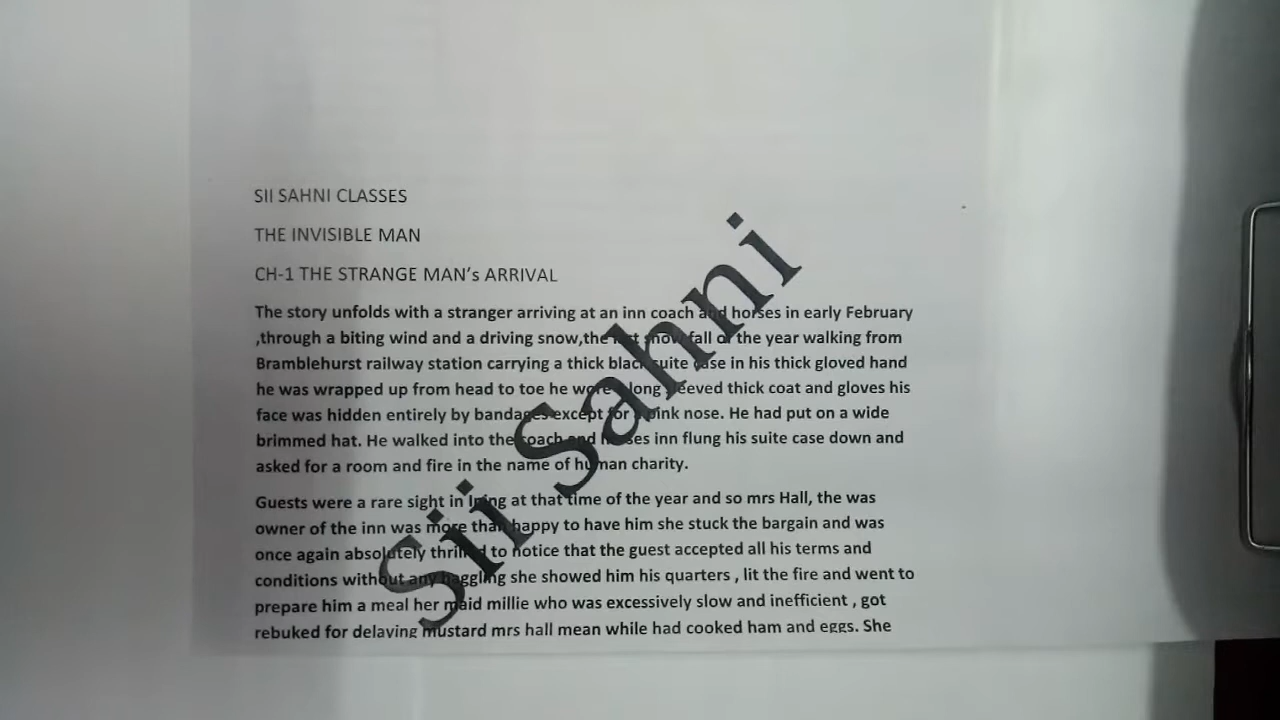 SII SAHNI CLASSES
THE INVISIBLE MAN
CH-1 THE STRANGE MAN's ARRIVAL
The story unfolds with a stranger arriving at an inn coach and horses in early February
,through a biting wind and a driving snow,the last snow fall of the year walking from
Bramblehurst railway station carrying a thick black suite case in his thick gloved hand
he was wrapped up from head to toe he wore a long sleeved thick coat and gloves his
face was hidden entirely by bandages except for a pink nose. He had put on a wide
brimmed hat. He walked into the coach and horses inn flung his suite case down and
asked for a room and fire in the name of human charity.
Guests were a rare sight in Iping at that time of the year and so mrs Hall, the was
owner of the inn was more than happy to have him she stuck the bargain and was
once again absolutely thrilled to notice that the guest accepted all his terms and
conditions without any haggling she showed him his quarters , lit the fire and went to
prepare him a meal her maid millie who was excessively slow and inefficient , got
rebuked for delaying mustard mrs hall mean while had cooked ham and eggs. She
Sii Sahni